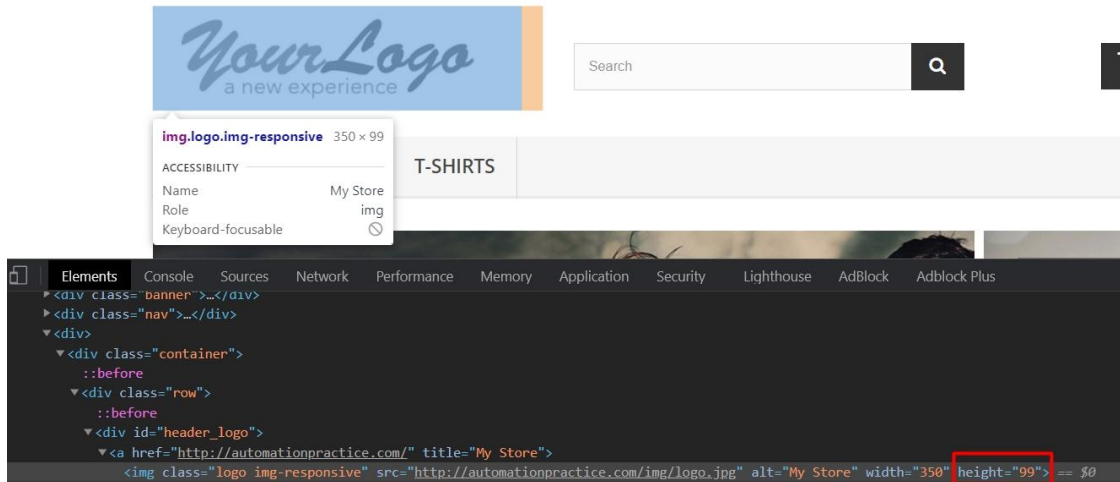 YourLogo
a new experience
Search
T
img.logo.img-responsive 350 × 99
ACCESSIBILITY
Name My Store
Role img
Keyboard-focusable
T-SHIRTS
Elements Console Sources Network Performance Memory Application Security Lighthouse AdBlock Adblock Plus
<div class="banner">…</div>
<div class="nav">…</div>
<div>
<div class="container">
::before
<div class="row">
::before
<div id="header_logo">
<a href="http://automationpractice.com/" title="My Store">
<img class="logo img-responsive" src="http://automationpractice.com/img/logo.jpg" alt="My Store" width="350" height="99"> == $0